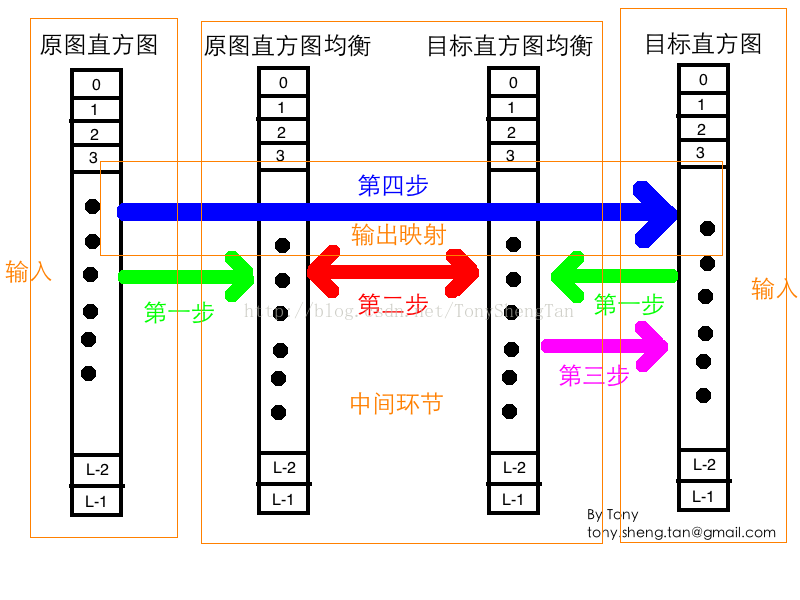 原图直方图
原图直方图均衡
目标直方图均衡
目标直方图
0
1
2
3
L-2
L-1
0
1
2
3
L-2
L-1
0
1
2
3
L-2
L-1
0
1
2
3
L-2
L-1
第四步
输出映射
输入
第一步
第二步
第一步
输入
http://blog.csdn.net/TonyShengTan
第三步
中间环节
By Tony
tony.sheng.tan@gmail.com